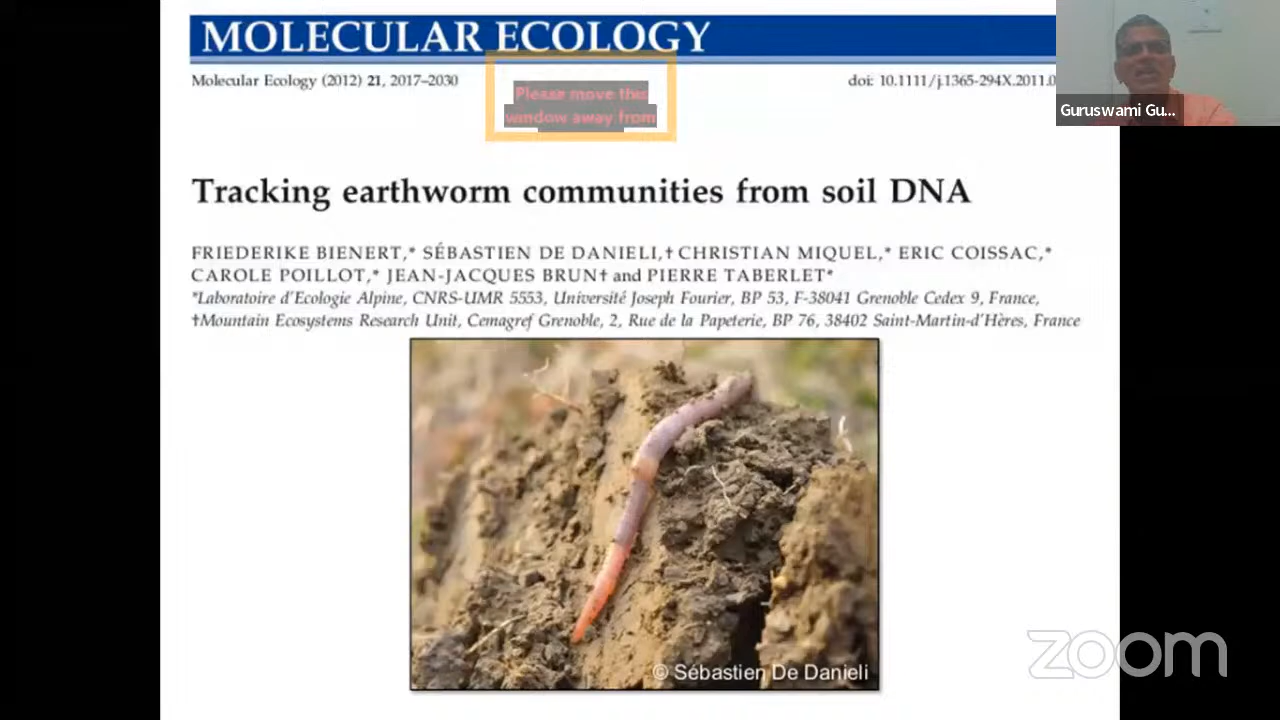 MOLECULAR ECOLOGY
Molecular Ecology (2012) 21, 2017–2030
doi: 10.1111/j.1365-294X.2011.0
Please move this
window away from
Guruswami Gu...
Tracking earthworm communities from soil DNA
FRIEDERIKE BIENERT,* SÉBASTIEN DE DANIELI,† CHRISTIAN MIQUEL,* ERIC COISSAC,*
CAROLE POILLOT,* JEAN-JACQUES BRUN† and PIERRE TABERLET*
*Laboratoire d'Ecologie Alpine, CNRS-UMR 5553, Université Joseph Fourier, BP 53, F-38041 Grenoble Cedex 9, France,
†Mountain Ecosystems Research Unit, Cemagref Grenoble, 2, Rue de la Papeterie, BP 76, 38402 Saint-Martin-d'Hères, France
© Sébastien De Danieli
zoom